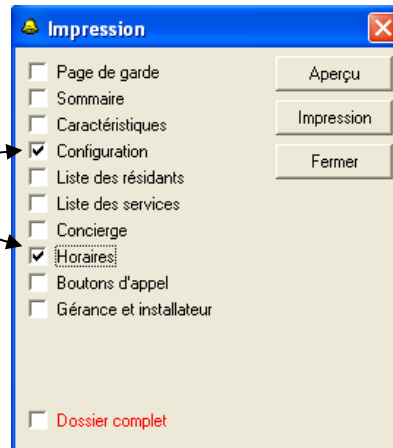 Impression
Page de garde
Sommaire
Caractéristiques
Configuration
Liste des résidants
Liste des services
Concierge
Horaires
Boutons d'appel
Gérance et installateur
Dossier complet
Aperçu
Impression
Fermer